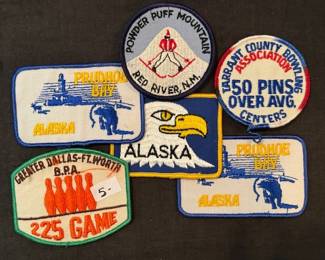 POWDER PUFF MOUNTAIN
RED RIVER, N.M.
TARRANT COUNTY BOWLING
ASSOCIATION
50 PINS
OVER AVG.
CENTERS
PRUDHOE
BAY
ALASKA
ALASKA
PRUDHOE
BAY
ALASKA
GREATER DALLAS-FT.WORTH
B.P.A.
5-
225 GAME